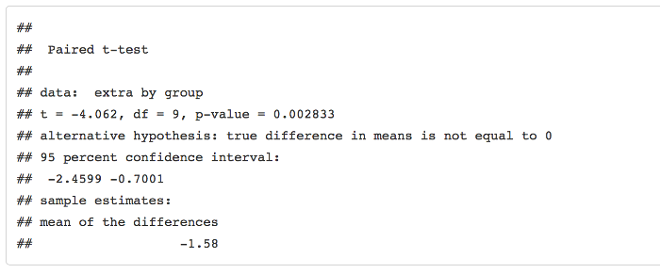 ##
##  Paired t-test
##
## data:  extra by group
## t = -4.062, df = 9, p-value = 0.002833
## alternative hypothesis: true difference in means is not equal to 0
## 95 percent confidence interval:
##  -2.4599 -0.7001
## sample estimates:
## mean of the differences
##                   -1.58